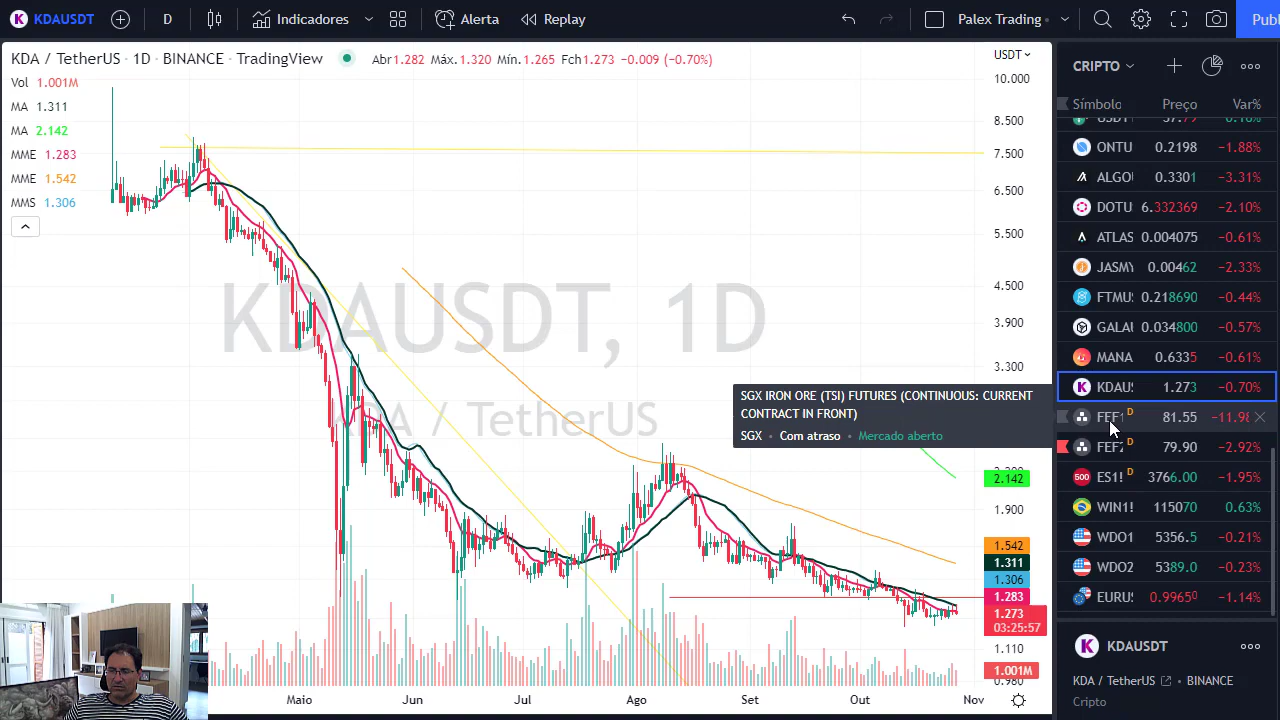 KDAUSDT D Indicadores Alerta Replay Palex Trading Publ
KDA / TetherUS · 1D · BINANCE · TradingView Abr1.282 Máx.1.320 Mín.1.265 Fch1.273 −0.009 (−0.70%)
Vol 1.001M
MA 1.311
MA 2.142
MME 1.283
MME 1.542
MMS 1.306
KDAUSDT, 1D
KDA / TetherUS
USDT
10.000
8.500
7.500
6.500
5.500
4.500
3.900
3.300
2.142
1.900
1.542
1.311
1.306
1.283
1.273
03:25:57
1.110
1.001M
0.980
Maio Jun Jul Ago Set Out Nov
SGX IRON ORE (TSI) FUTURES (CONTINUOUS: CURRENT
CONTRACT IN FRONT)
SGX • Com atraso • Mercado aberto
CRIPTO
Símbolo Preço Var%
ONTU 0.2198 −1.88%
ALGO 0.3301 −3.31%
DOTU 6.332369 −2.10%
ATLAS 0.004075 −0.61%
JASMY 0.00462 −2.33%
FTMU 0.218690 −0.44%
GALA 0.034800 −0.57%
MANA 0.6335 −0.61%
KDAU 1.273 −0.70%
FEF1 D 81.55 −11.98
FEF2 D 79.90 −2.92%
500 ES1! D 3766.00 −1.95%
WIN1! 115070 0.63%
WDO1 5356.5 −0.21%
WDO2 5389.0 −0.23%
EURUS 0.99650 −1.14%
KDAUSDT
KDA / TetherUS • BINANCE
Cripto